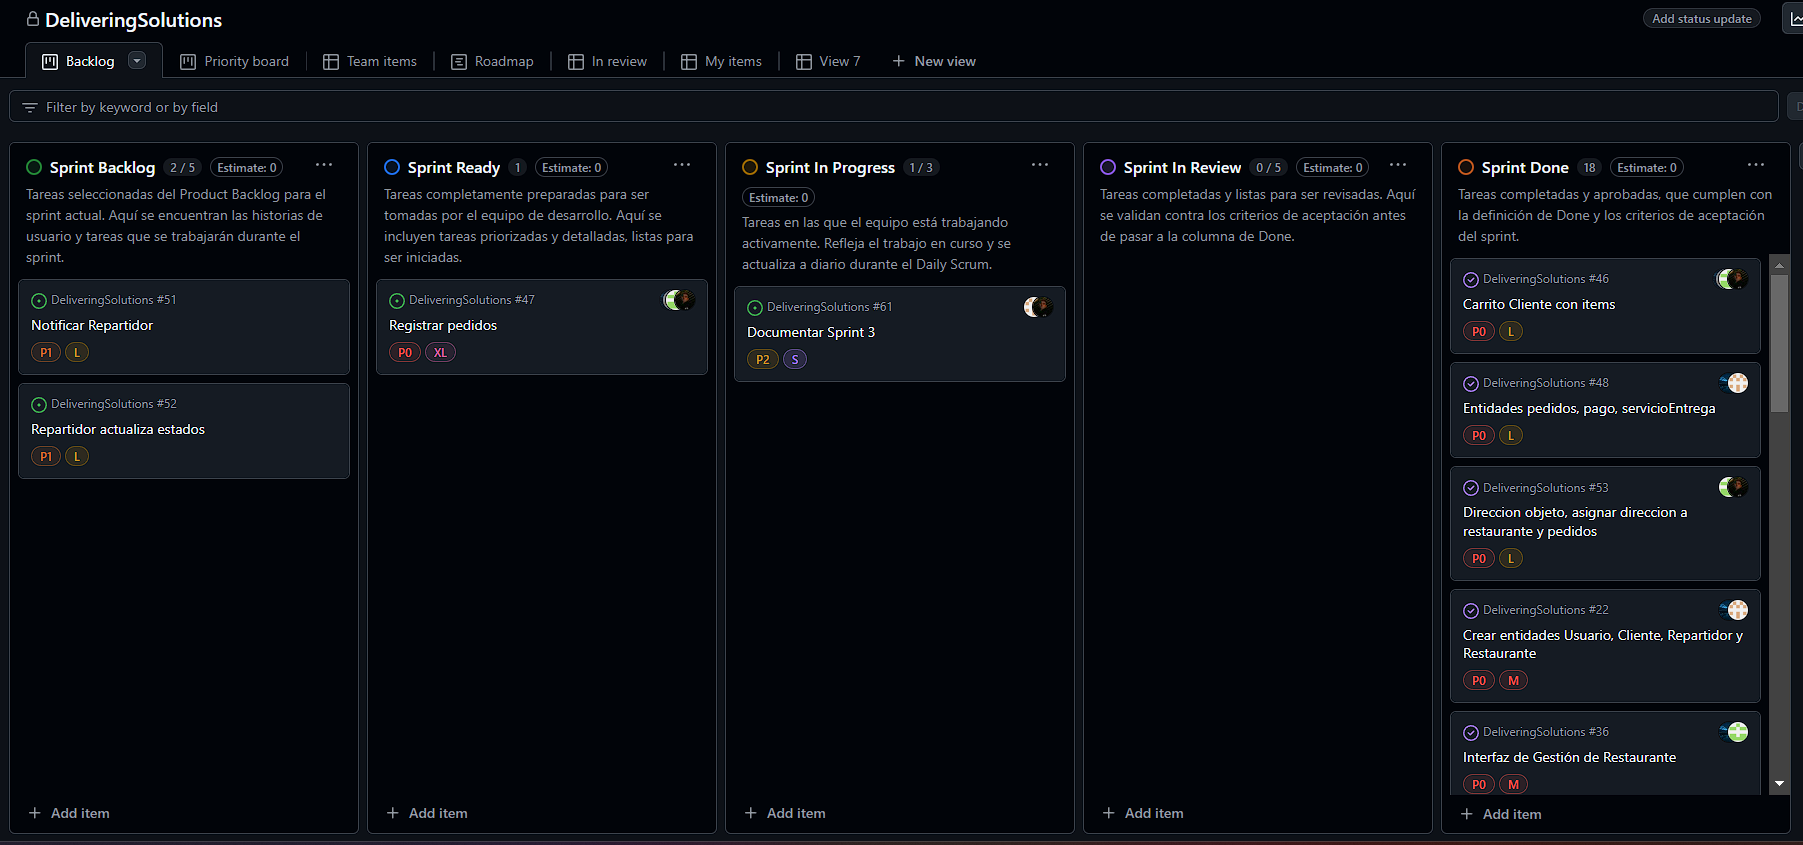 DeliveringSolutions
Add status update
Backlog
Priority board
Team items
Roadmap
In review
My items
View 7
New view
Filter by keyword or by field
Sprint Backlog 2 / 5 Estimate: 0
Tareas seleccionadas del Product Backlog para el
sprint actual. Aquí se encuentran las historias de
usuario y tareas que se trabajarán durante el
sprint.
DeliveringSolutions #51
Notificar Repartidor
P1 L
DeliveringSolutions #52
Repartidor actualiza estados
P1 L
Add item
Sprint Ready 1 Estimate: 0
Tareas completamente preparadas para ser
tomadas por el equipo de desarrollo. Aquí se
incluyen tareas priorizadas y detalladas, listas para
ser iniciadas.
DeliveringSolutions #47
Registrar pedidos
P0 XL
Add item
Sprint In Progress 1 / 3
Estimate: 0
Tareas en las que el equipo está trabajando
activamente. Refleja el trabajo en curso y se
actualiza a diario durante el Daily Scrum.
DeliveringSolutions #61
Documentar Sprint 3
P2 S
Add item
Sprint In Review 0 / 5 Estimate: 0
Tareas completadas y listas para ser revisadas. Aquí
se validan contra los criterios de aceptación antes
de pasar a la columna de Done.
Add item
Sprint Done 18 Estimate: 0
Tareas completadas y aprobadas, que cumplen con
la definición de Done y los criterios de aceptación
del sprint.
DeliveringSolutions #46
Carrito Cliente con items
P0 L
DeliveringSolutions #48
Entidades pedidos, pago, servicioEntrega
P0 L
DeliveringSolutions #53
Direccion objeto, asignar direccion a
restaurante y pedidos
P0 L
DeliveringSolutions #22
Crear entidades Usuario, Cliente, Repartidor y
Restaurante
P0 M
DeliveringSolutions #36
Interfaz de Gestión de Restaurante
P0 M
Add item